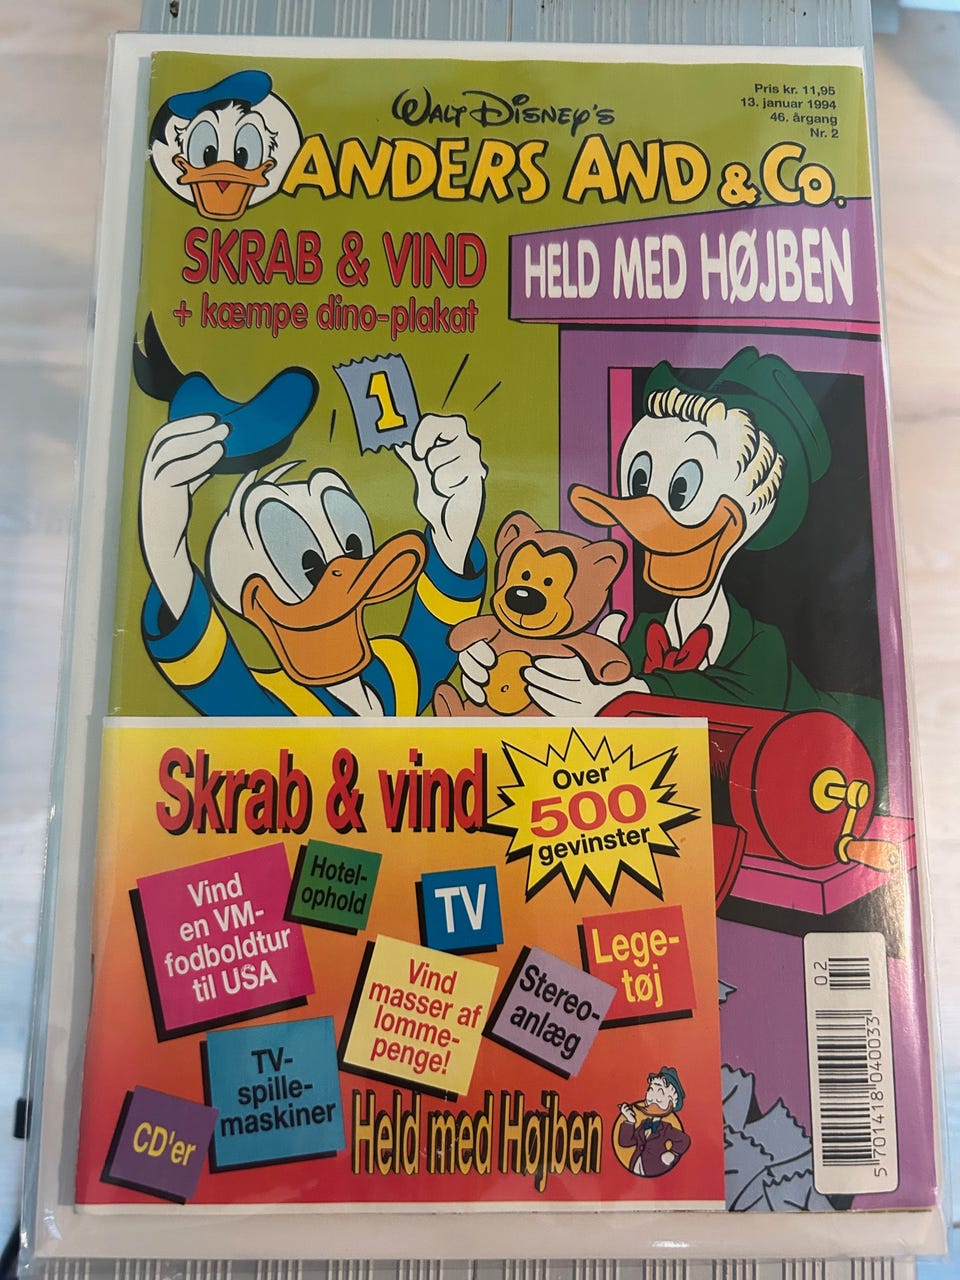 Walt Disney's
ANDERS AND & Co.
Pris kr. 11,95
13. januar 1994
46. årgang
Nr. 2
SKRAB & VIND
+ kæmpe dino-plakat
HELD MED HØJBEN
1
Skrab & vind
Over
500
gevinster
Vind
en VM-
fodboldtur
til USA
Hotel-
ophold
TV
Lege-
tøj
Vind
masser af
lomme-
penge!
Stereo-
anlæg
TV-
spille-
maskiner
CD'er
Held med Højben
02
5 701418 040033